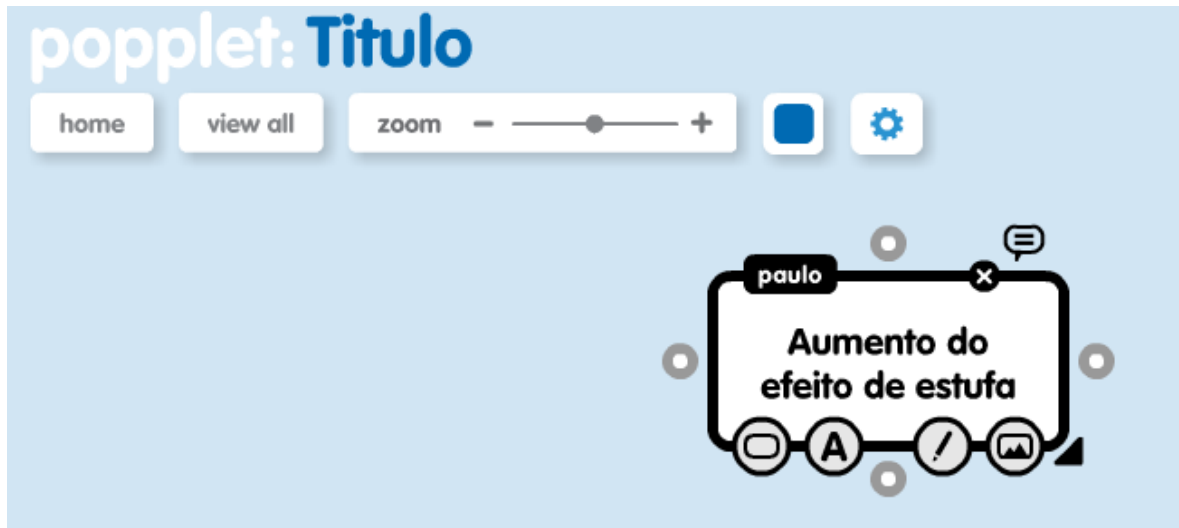 popplet: Titulo
home view all zoom - +
paulo
Aumento do
efeito de estufa
A